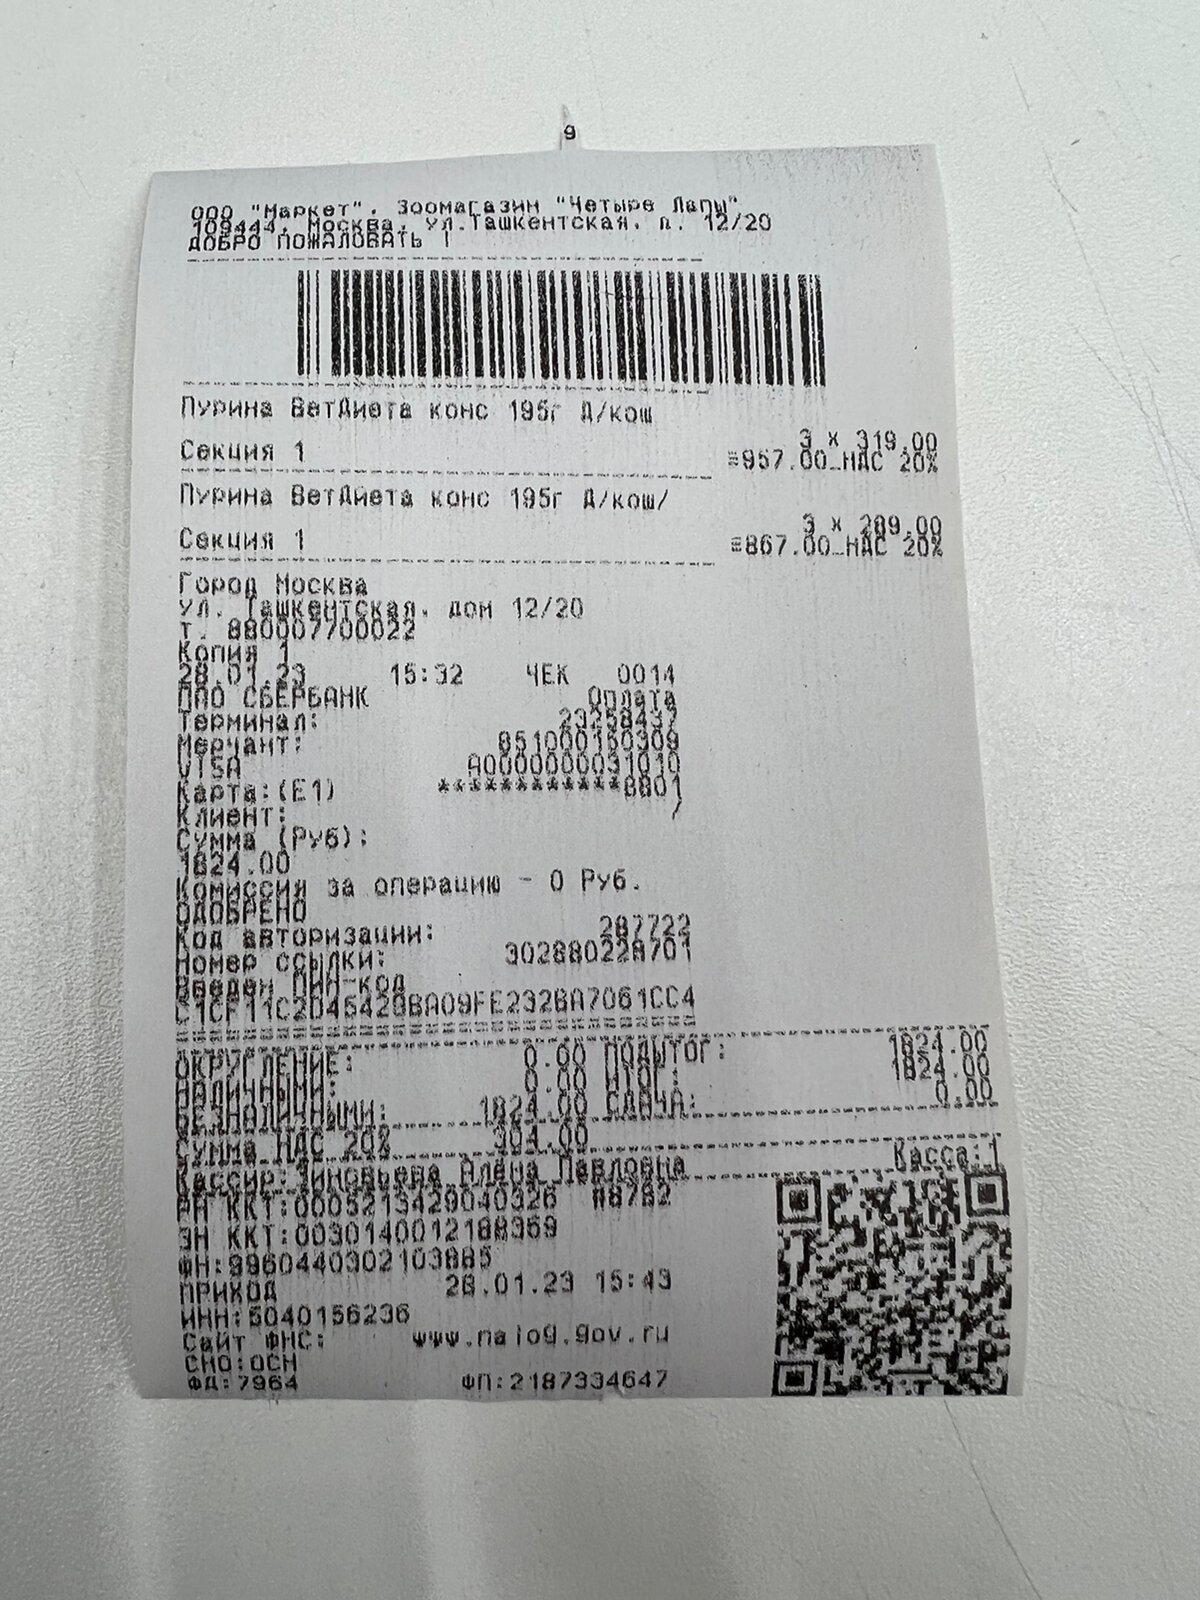 9
ООО "Маркет", Зоомагазин "Четыре Лапы"
109444, Москва, ул.Ташкентская, д. 12/20
ДОБРО ПОЖАЛОВАТЬ !
Пурина ВетДиета конс 195г Д/кош
3 X 319.00
Секция 1
≡957.00_НДС 20%
Пурина ВетДиета конс 195г Д/кош/
3 X 289.00
Секция 1
≡867.00_НДС 20%
Город Москва
ул. Ташкентская, дом 12/20
т. 880007700022
Копия 1
28.01.23 15:32 ЧЕК 0014
ПАО СБЕРБАНК Оплата
Терминал: 23258437
Мерчант: 851000150309
VISA A0000000031010
Карта:(E1) ************8801
Клиент: /
Сумма (Руб):
1824.00
Комиссия за операцию - 0 Руб.
ОДОБРЕНО
Код авторизации: 287722
Номер ссылки: 302880228701
Введен ПИН-код
C1CF11C2D45429BA09FE232BA7061CC4
ОКРУГЛЕНИЕ: 0.00 ПОДЫТОГ: 1824.00
НАЛИЧНЫМИ: 0.00 ИТОГ: 1824.00
БЕЗНАЛИЧНЫМИ: 1824.00 СДАЧА: 0.00
СУММА НДС 20% 304.00
Кассир:Зиновьева Алёна Павловна Касса:1
РН ККТ:0005213429040326 #8782
ЗН ККТ:0030140012188369
ФН:9960440302103885
ПРИХОД 28.01.23 15:43
ИНН:5040156236
Сайт ФНС: www.nalog.gov.ru
СНО:ОСН
ФД:7964 ФП:2187334647